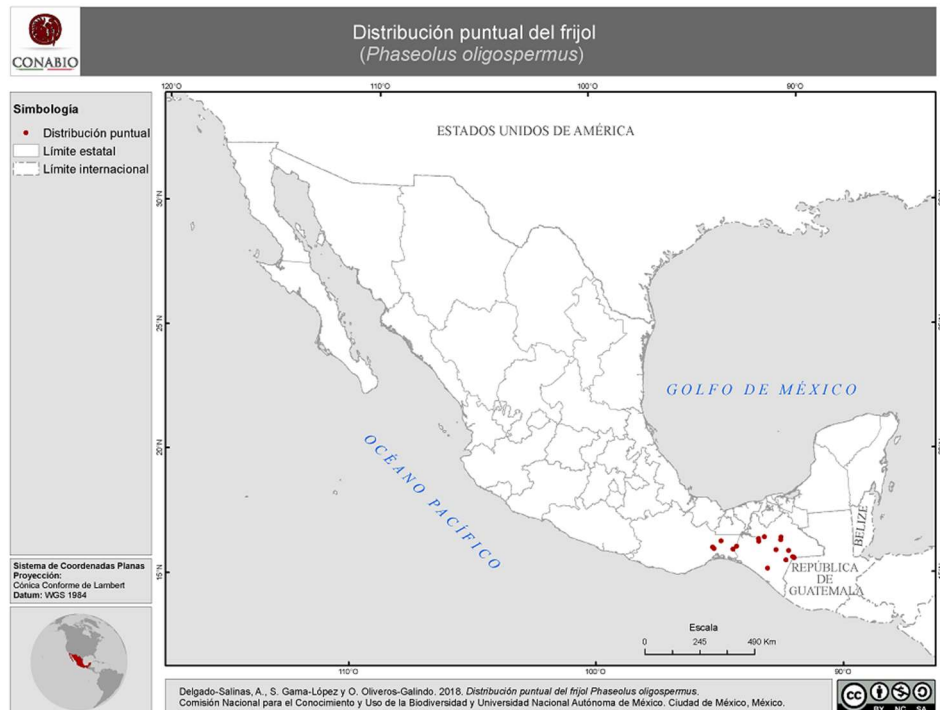 CONABIO
Distribución puntual del frijol
(Phaseolus oligospermus)
Simbología
Distribución puntual
Límite estatal
Límite internacional
120°O
110°O
100°O
90°O
ESTADOS UNIDOS DE AMÉRICA
30°N
25°N
20°N
15°N
GOLFO DE MÉXICO
OCÉANO PACÍFICO
BELIZE
REPÚBLICA
DE
GUATEMALA
Escala
0 245 490 Km
110°O
100°O
90°O
Sistema de Coordenadas Planas
Proyección:
Cónica Conforme de Lambert
Datum: WGS 1984
Delgado-Salinas, A., S. Gama-López y O. Oliveros-Galindo. 2018. Distribución puntual del frijol Phaseolus oligospermus.
Comisión Nacional para el Conocimiento y Uso de la Biodiversidad y Universidad Nacional Autónoma de México. Ciudad de México, México.
cc
BY NC SA